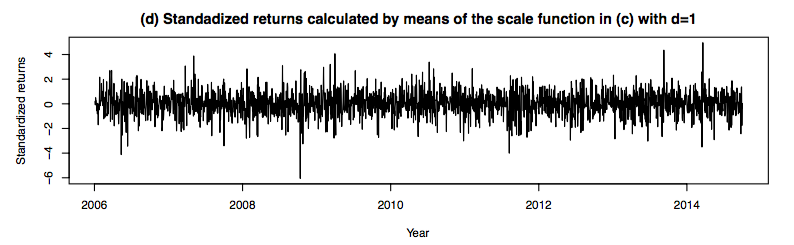 (d) Standadized returns calculated by means of the scale function in (c) with d=1
Standardized returns
4
2
0
−2
−4
−6
2006 2008 2010 2012 2014
Year